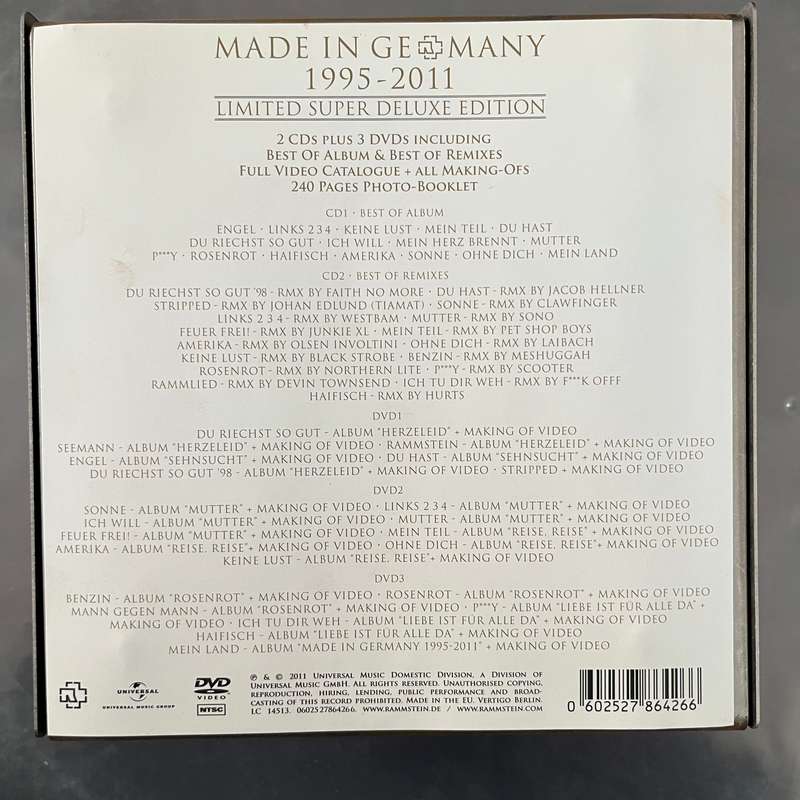 MADE IN GERMANY
1995-2011
LIMITED SUPER DELUXE EDITION
2 CDs plus 3 DVDs including
Best Of Album & Best of Remixes
Full Video Catalogue + all Making-Ofs
240 Pages Photo-Booklet
CD1 · BEST OF ALBUM
ENGEL · LINKS 2 3 4 · KEINE LUST · MEIN TEIL · DU HAST
DU RIECHST SO GUT · ICH WILL · MEIN HERZ BRENNT · MUTTER
P***Y · ROSENROT · HAIFISCH · AMERIKA · SONNE · OHNE DICH · MEIN LAND
CD2 · BEST OF REMIXES
DU RIECHST SO GUT '98 - RMX BY FAITH NO MORE · DU HAST - RMX BY JACOB HELLNER
STRIPPED - RMX BY JOHAN EDLUND (TIAMAT) · SONNE - RMX BY CLAWFINGER
LINKS 2 3 4 - RMX BY WESTBAM · MUTTER - RMX BY SONO
FEUER FREI! - RMX BY JUNKIE XL · MEIN TEIL - RMX BY PET SHOP BOYS
AMERIKA - RMX BY OLSEN INVOLTINI · OHNE DICH - RMX BY LAIBACH
KEINE LUST - RMX BY BLACK STROBE · BENZIN - RMX BY MESHUGGAH
ROSENROT - RMX BY NORTHERN LITE · P***Y - RMX BY SCOOTER
RAMMLIED - RMX BY DEVIN TOWNSEND · ICH TU DIR WEH - RMX BY F***K OFFF
HAIFISCH - RMX BY HURTS
DVD1
DU RIECHST SO GUT - ALBUM "HERZELEID" + MAKING OF VIDEO
SEEMANN - ALBUM "HERZELEID" + MAKING OF VIDEO · RAMMSTEIN - ALBUM "HERZELEID" + MAKING OF VIDEO
ENGEL - ALBUM "SEHNSUCHT" + MAKING OF VIDEO · DU HAST - ALBUM "SEHNSUCHT" + MAKING OF VIDEO
DU RIECHST SO GUT '98 - ALBUM "HERZELEID" + MAKING OF VIDEO · STRIPPED + MAKING OF VIDEO
DVD2
SONNE - ALBUM "MUTTER" + MAKING OF VIDEO · LINKS 2 3 4 - ALBUM "MUTTER" + MAKING OF VIDEO
ICH WILL - ALBUM "MUTTER" + MAKING OF VIDEO · MUTTER - ALBUM "MUTTER" + MAKING OF VIDEO
FEUER FREI! - ALBUM "MUTTER" + MAKING OF VIDEO · MEIN TEIL - ALBUM "REISE, REISE" + MAKING OF VIDEO
AMERIKA - ALBUM "REISE, REISE"+ MAKING OF VIDEO · OHNE DICH - ALBUM "REISE, REISE"+ MAKING OF VIDEO
KEINE LUST - ALBUM "REISE, REISE"+ MAKING OF VIDEO
DVD3
BENZIN - ALBUM "ROSENROT" + MAKING OF VIDEO · ROSENROT - ALBUM "ROSENROT" + MAKING OF VIDEO
MANN GEGEN MANN - ALBUM "ROSENROT" + MAKING OF VIDEO · P***Y - ALBUM "LIEBE IST FÜR ALLE DA" +
MAKING OF VIDEO · ICH TU DIR WEH - ALBUM "LIEBE IST FÜR ALLE DA" + MAKING OF VIDEO
HAIFISCH - ALBUM "LIEBE IST FÜR ALLE DA" + MAKING OF VIDEO
MEIN LAND - ALBUM "MADE IN GERMANY 1995-2011" + MAKING OF VIDEO
UNIVERSAL
UNIVERSAL MUSIC GROUP
DVD
VIDEO
NTSC
℗ & © 2011 Universal Music Domestic Division, a Division of
Universal Music GmbH. All rights reserved. Unauthorised copying,
reproduction, hiring, lending, public performance and broad-
casting of this record prohibited. Made in the EU. Vertigo Berlin.
LC 14513. 0602527864266. www.rammstein.de / www.rammstein.com
0 602527 864266